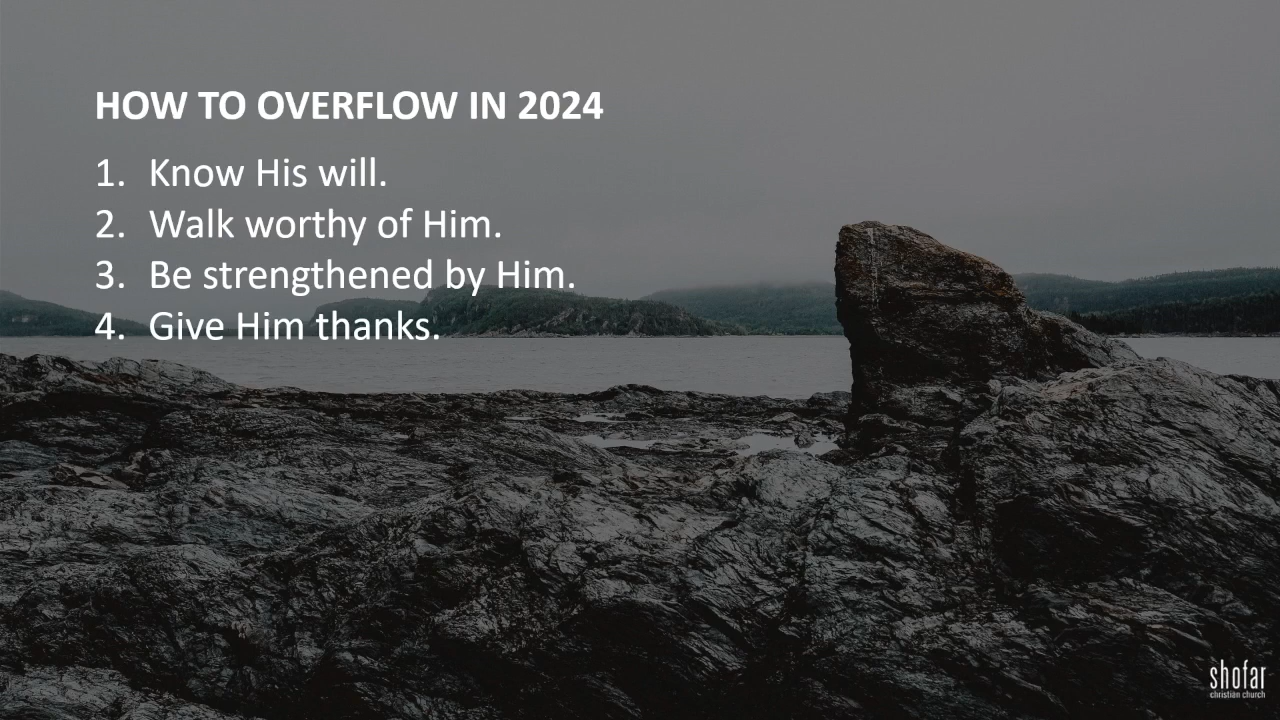 HOW TO OVERFLOW IN 2024
1. Know His will.
2. Walk worthy of Him.
3. Be strengthened by Him.
4. Give Him thanks.
shofar
christian church